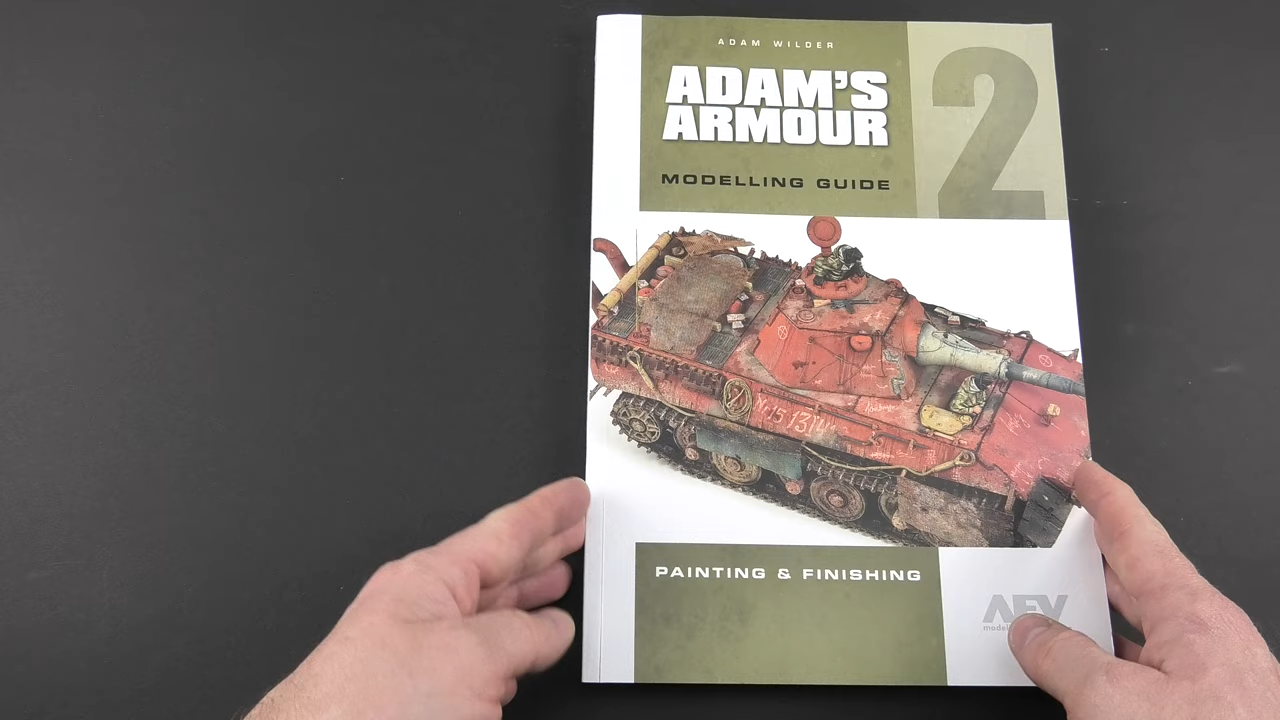 ADAM WILDER
ADAM'S
ARMOUR
MODELLING GUIDE
2
PAINTING & FINISHING
AFV